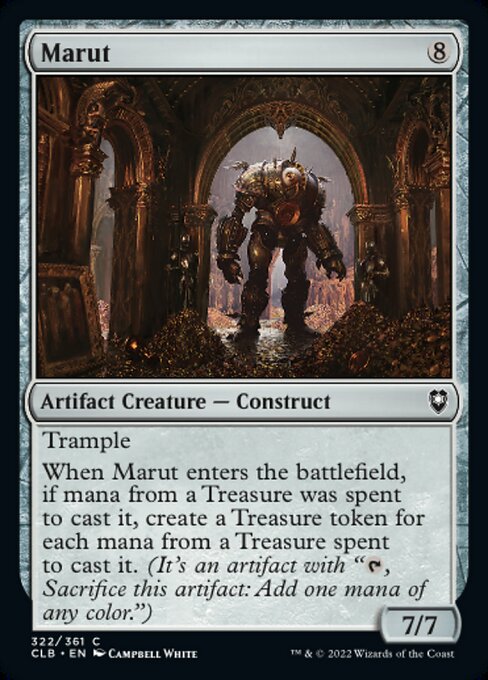 Marut 8
Artifact Creature — Construct
Trample
When Marut enters the battlefield,
if mana from a Treasure was spent
to cast it, create a Treasure token for
each mana from a Treasure spent
to cast it. (It's an artifact with “,
Sacrifice this artifact: Add one mana of
any color.”)
7/7
322/361 C
CLB • EN Campbell White
™ & © 2022 Wizards of the Coast